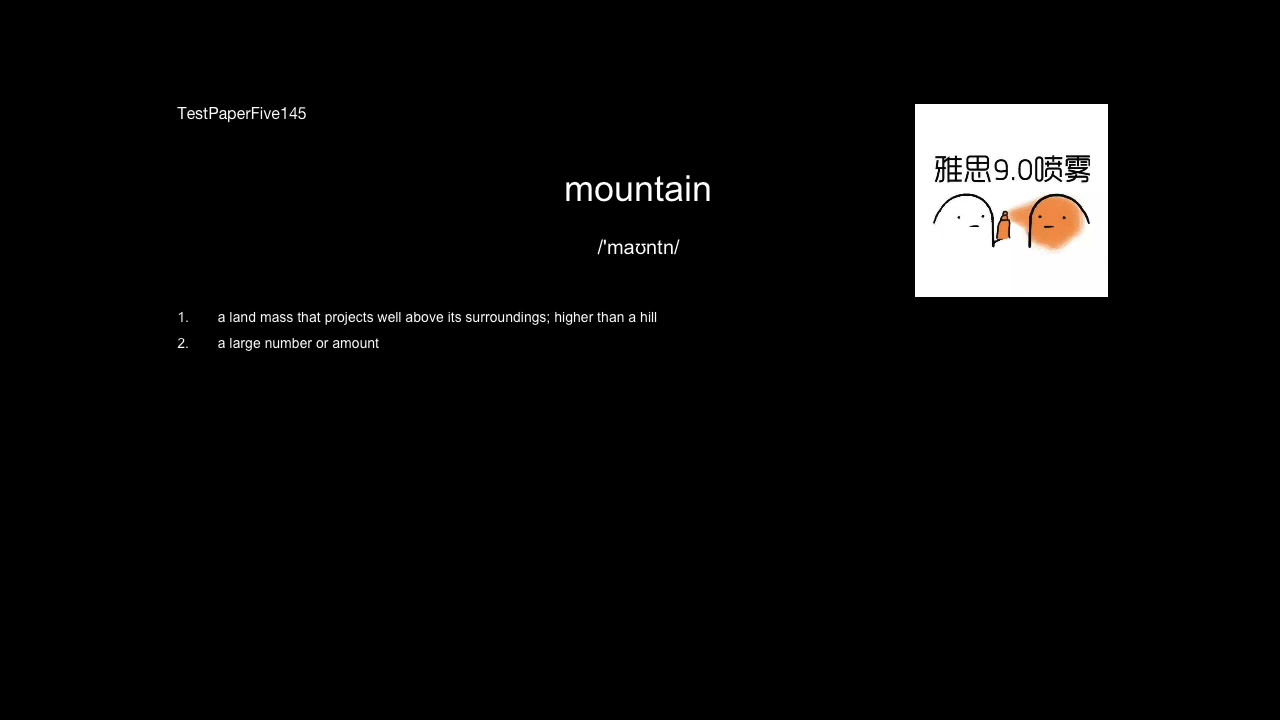 TestPaperFive145
mountain
/'maʊntn/
雅思9.0喷雾
1. a land mass that projects well above its surroundings; higher than a hill
2. a large number or amount